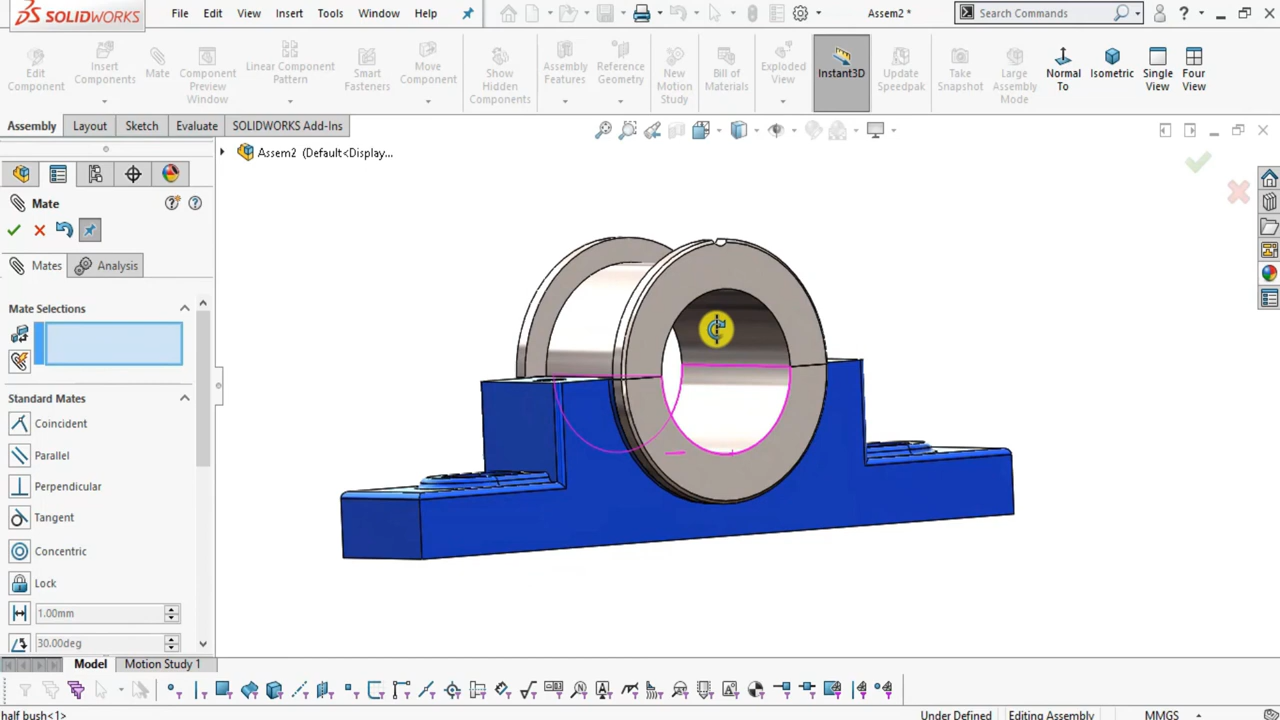 SOLIDWORKS File Edit View Insert Tools Window Help Assem2 * Search Commands ?
Edit Component
Insert Components
Mate
Component Preview Window
Linear Component Pattern
Smart Fasteners
Move Component
Show Hidden Components
Assembly Features
Reference Geometry
New Motion Study
Bill of Materials
Exploded View
Instant3D
Update Speedpak
Take Snapshot
Large Assembly Mode
Normal To
Isometric
Single View
Four View
Assembly Layout Sketch Evaluate SOLIDWORKS Add-Ins
Assem2 (Default<Display...
Mate
Mates Analysis
Mate Selections
Standard Mates
Coincident
Parallel
Perpendicular
Tangent
Concentric
Lock
1.00mm
30.00deg
Model Motion Study 1
half bush<1> Under Defined Editing Assembly MMGS